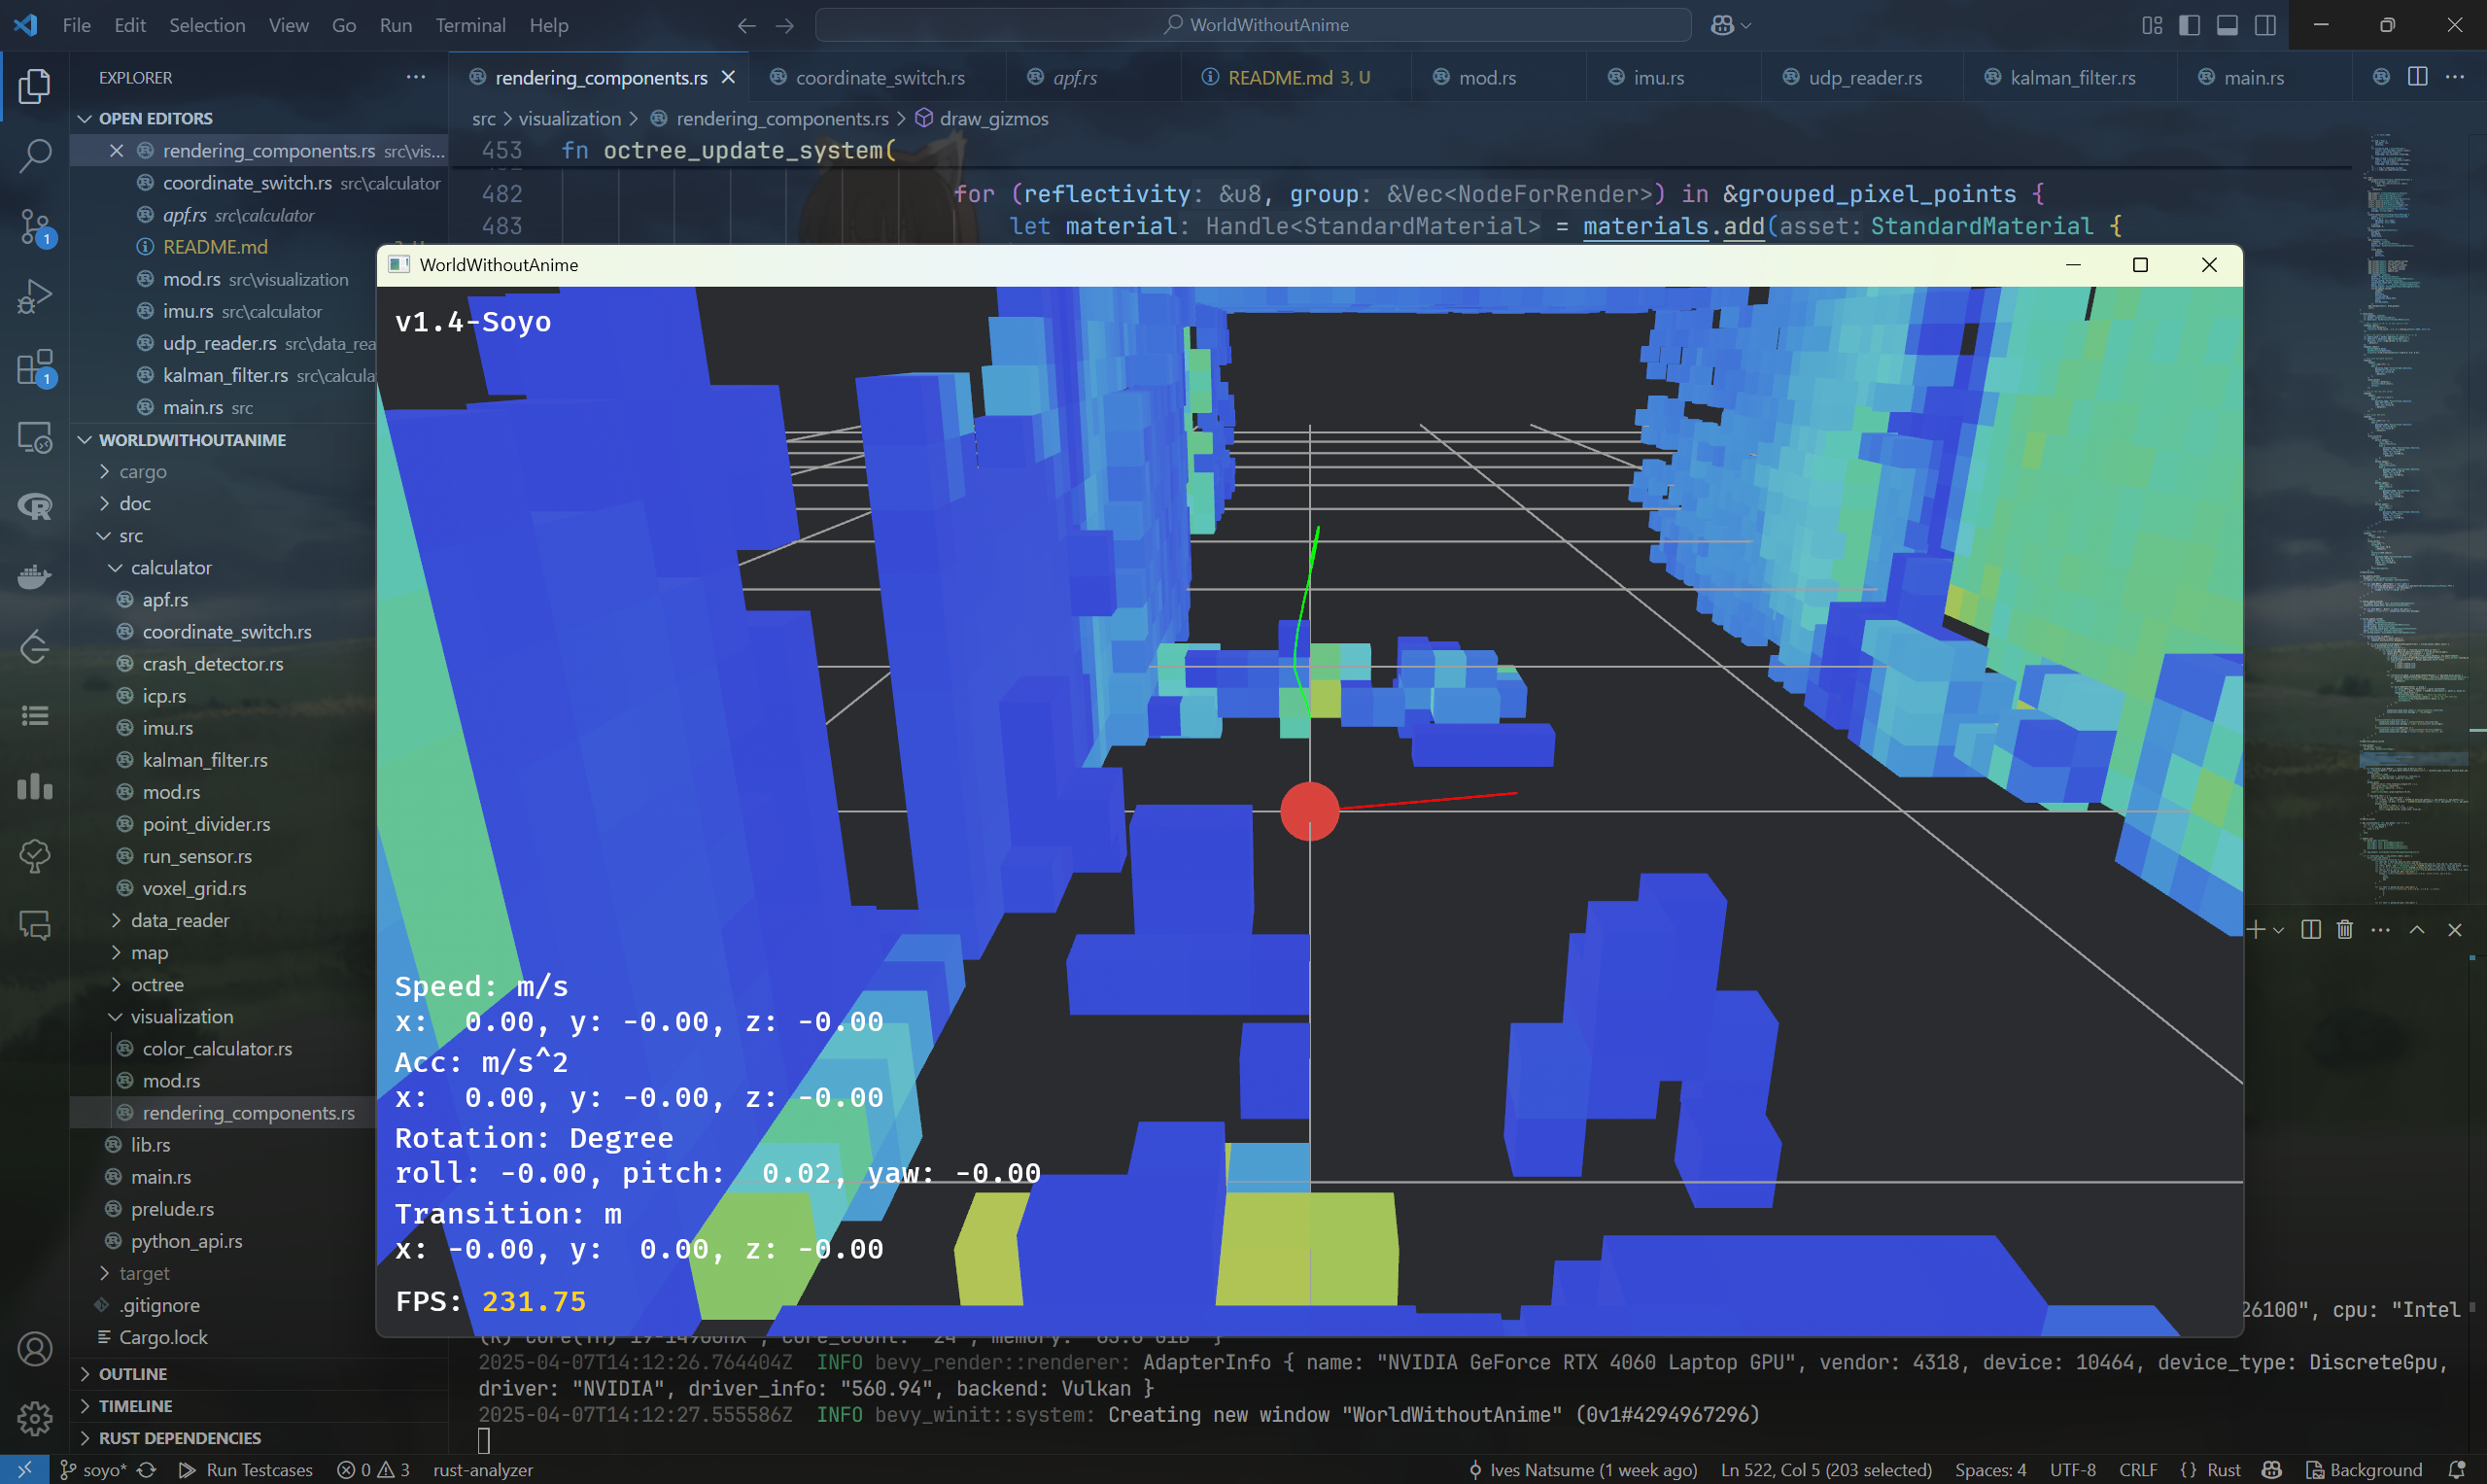 File Edit Selection View Go Run Terminal Help
WorldWithoutAnime
EXPLORER
OPEN EDITORS
rendering_components.rs src\vis...
coordinate_switch.rs src\calculator
apf.rs src\calculator
README.md
mod.rs src\visualization
imu.rs src\calculator
udp_reader.rs src\data_rea
kalman_filter.rs src\calcula
main.rs src
WORLDWITHOUTANIME
cargo
doc
src
calculator
apf.rs
coordinate_switch.rs
crash_detector.rs
icp.rs
imu.rs
kalman_filter.rs
mod.rs
point_divider.rs
run_sensor.rs
voxel_grid.rs
data_reader
map
octree
visualization
color_calculator.rs
mod.rs
rendering_components.rs
lib.rs
main.rs
prelude.rs
python_api.rs
target
.gitignore
Cargo.lock
OUTLINE
TIMELINE
RUST DEPENDENCIES
1
1
rendering_components.rs coordinate_switch.rs apf.rs README.md 3, U mod.rs imu.rs udp_reader.rs kalman_filter.rs main.rs
src > visualization > rendering_components.rs > draw_gizmos
453 fn octree_update_system(
482 for (reflectivity: &u8, group: &Vec<NodeForRender>) in &grouped_pixel_points {
483 let material: Handle<StandardMaterial> = materials.add(asset: StandardMaterial {
WorldWithoutAnime
v1.4-Soyo
Speed: m/s
x: 0.00, y: -0.00, z: -0.00
Acc: m/s^2
x: 0.00, y: -0.00, z: -0.00
Rotation: Degree
roll: -0.00, pitch: 0.02, yaw: -0.00
Transition: m
x: -0.00, y: 0.00, z: -0.00
FPS: 231.75
26100", cpu: "Intel
2025-04-07T14:12:26.764404Z INFO bevy_render::renderer: AdapterInfo { name: "NVIDIA GeForce RTX 4060 Laptop GPU", vendor: 4318, device: 10464, device_type: DiscreteGpu,
driver: "NVIDIA", driver_info: "560.94", backend: Vulkan }
2025-04-07T14:12:27.555586Z INFO bevy_winit::system: Creating new window "WorldWithoutAnime" (0v1#4294967296)
soyo* Run Testcases 0 3 rust-analyzer Ives Natsume (1 week ago) Ln 522, Col 5 (203 selected) Spaces: 4 UTF-8 CRLF {} Rust Background